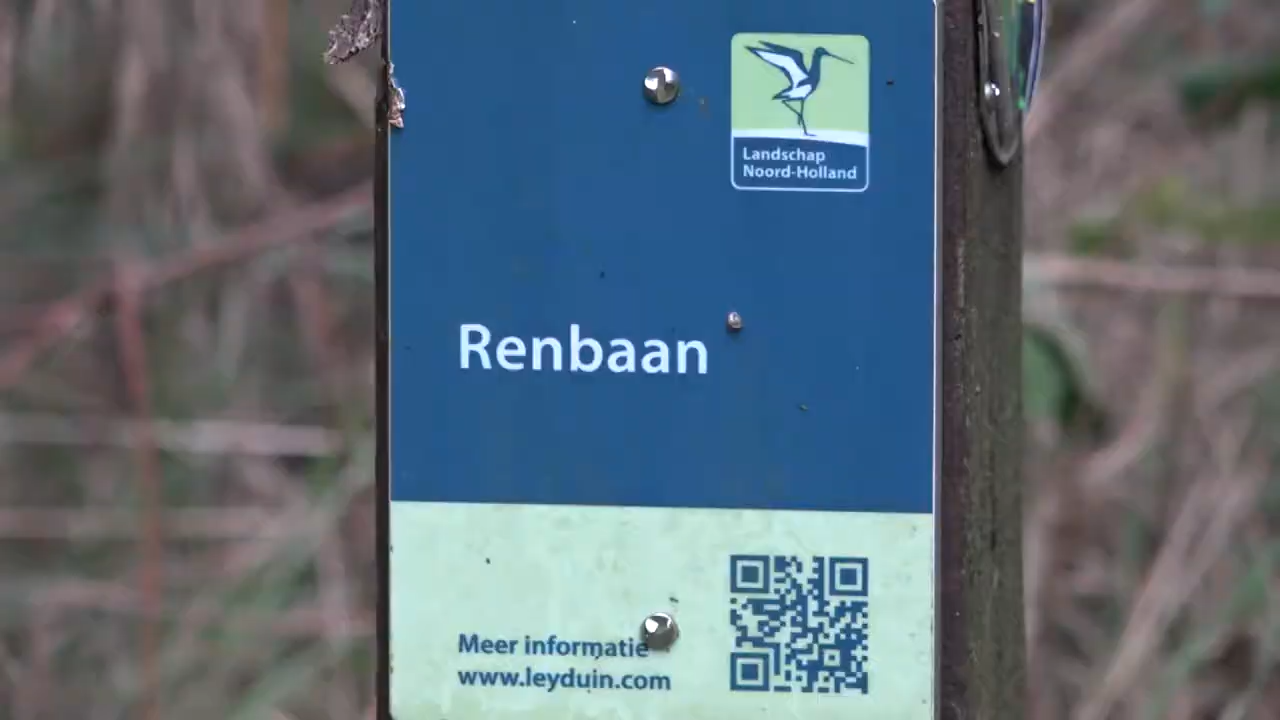 Landschap
Noord-Holland
Renbaan
Meer informatie
www.leyduin.com